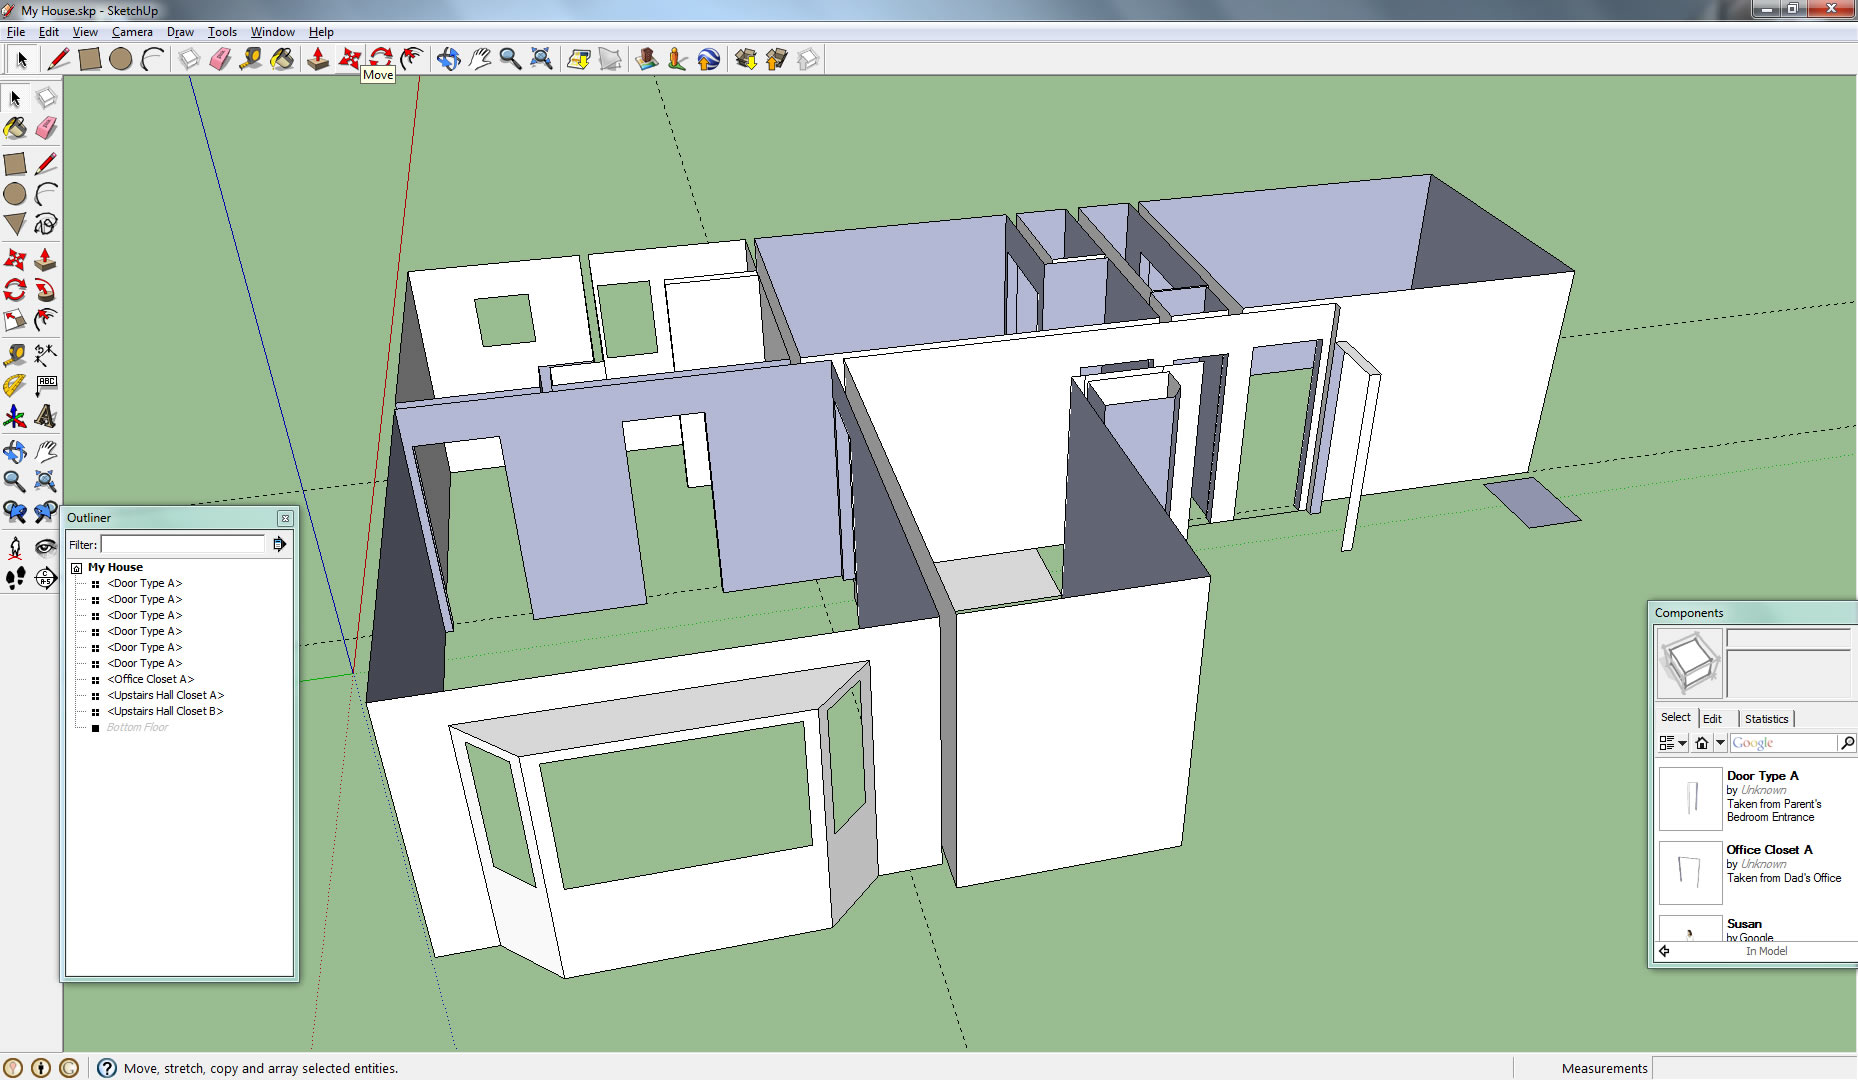 My House.skp - SketchUp
File Edit View Camera Draw Tools Window Help
Move
ABC
A
Outliner
Filter:
My House
<Door Type A>
<Door Type A>
<Door Type A>
<Door Type A>
<Door Type A>
<Door Type A>
<Office Closet A>
<Upstairs Hall Closet A>
<Upstairs Hall Closet B>
Bottom Floor
Components
Select Edit Statistics
Google
Door Type A
by Unknown
Taken from Parent's
Bedroom Entrance
Office Closet A
by Unknown
Taken from Dad's Office
Susan
by Google
In Model
Move, stretch, copy and array selected entities.
Measurements